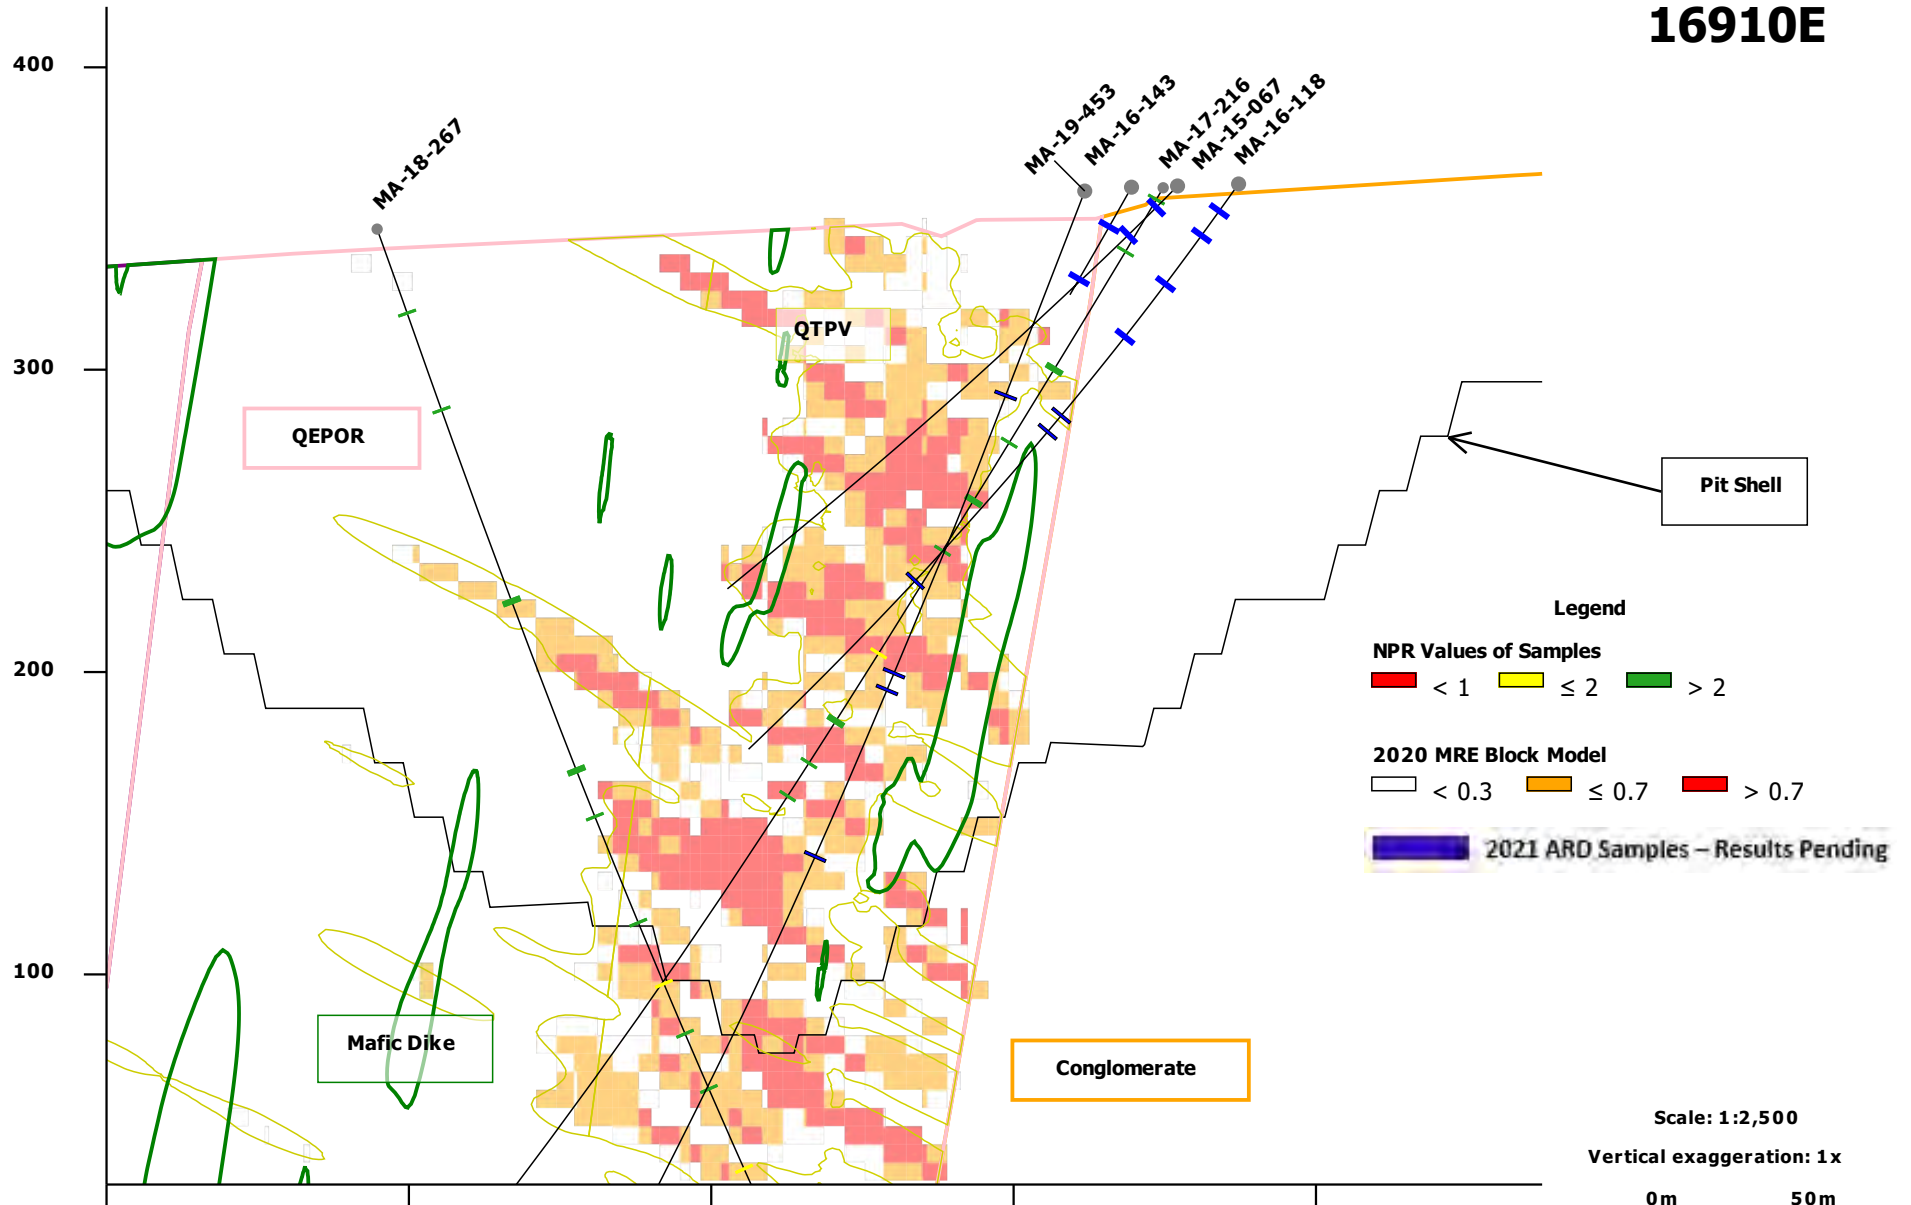 16910E
400
MA-18-267
MA-19-453
MA-16-143
MA-17-216
MA-15-067
MA-16-118
QTPV
300
QEPOR
Pit Shell
200
Legend
NPR Values of Samples
< 1 ≤ 2 > 2
2020 MRE Block Model
< 0.3 ≤ 0.7 > 0.7
2021 ARD Samples – Results Pending
100
Mafic Dike
Conglomerate
Scale: 1:2,500
Vertical exaggeration: 1x
0m 50m